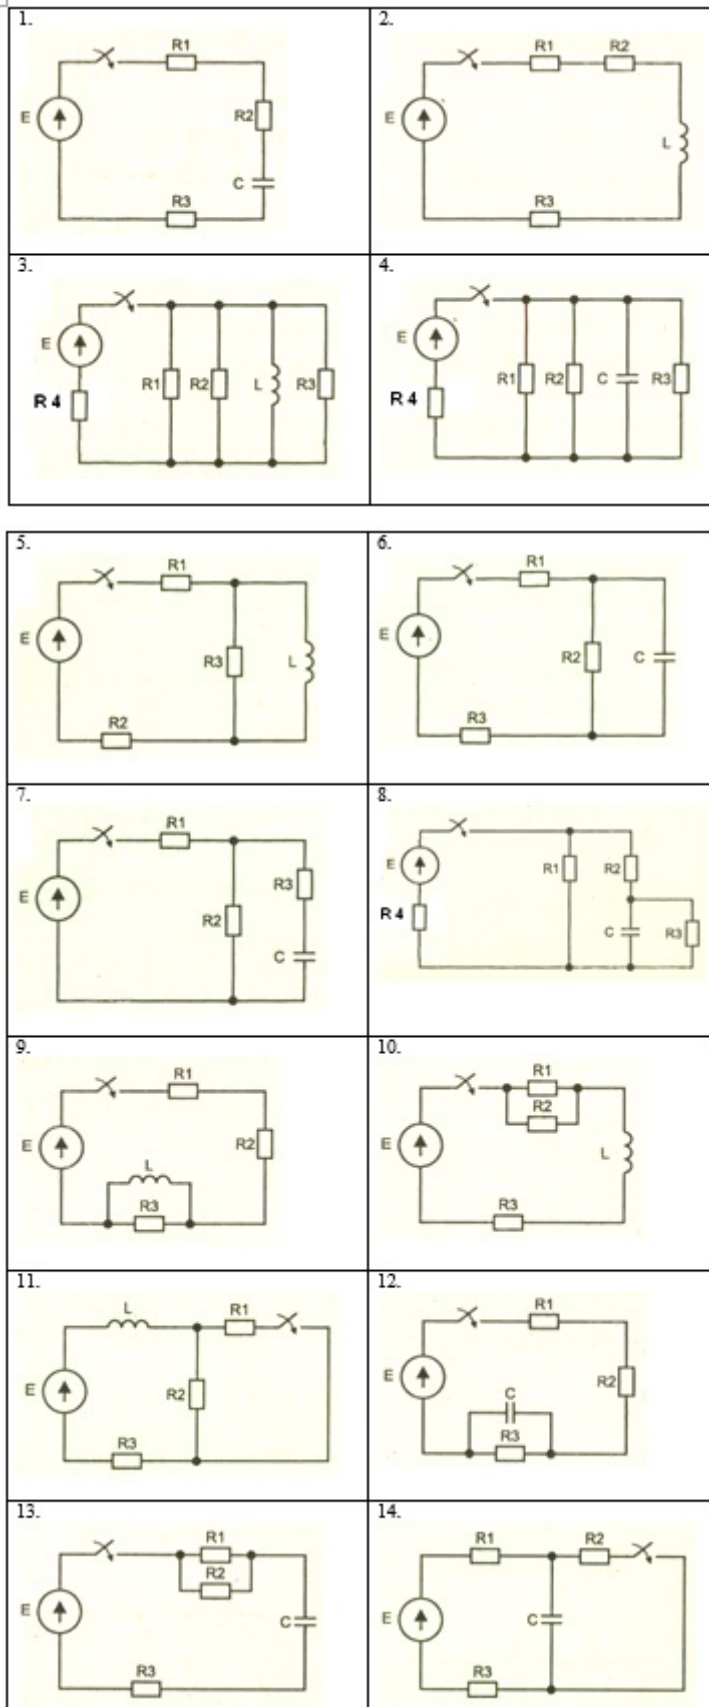 1.
R1
E
R2
C
R3
2.
R1 R2
E
L
R3
3.
E
R1 R2 L R3
R 4
4.
E
R1 R2 C R3
R 4
5.
R1
E
R3 L
R2
6.
R1
E
R2 C
R3
7.
R1
R3
E
R2
C
8.
E
R1 R2
R 4
C R3
9.
R1
E
R2
L
R3
10.
R1
R2
E
L
R3
11.
L R1
E
R2
R3
12.
R1
E
R2
C
R3
13.
R1
R2
E
C
R3
14.
R1 R2
E
C
R3